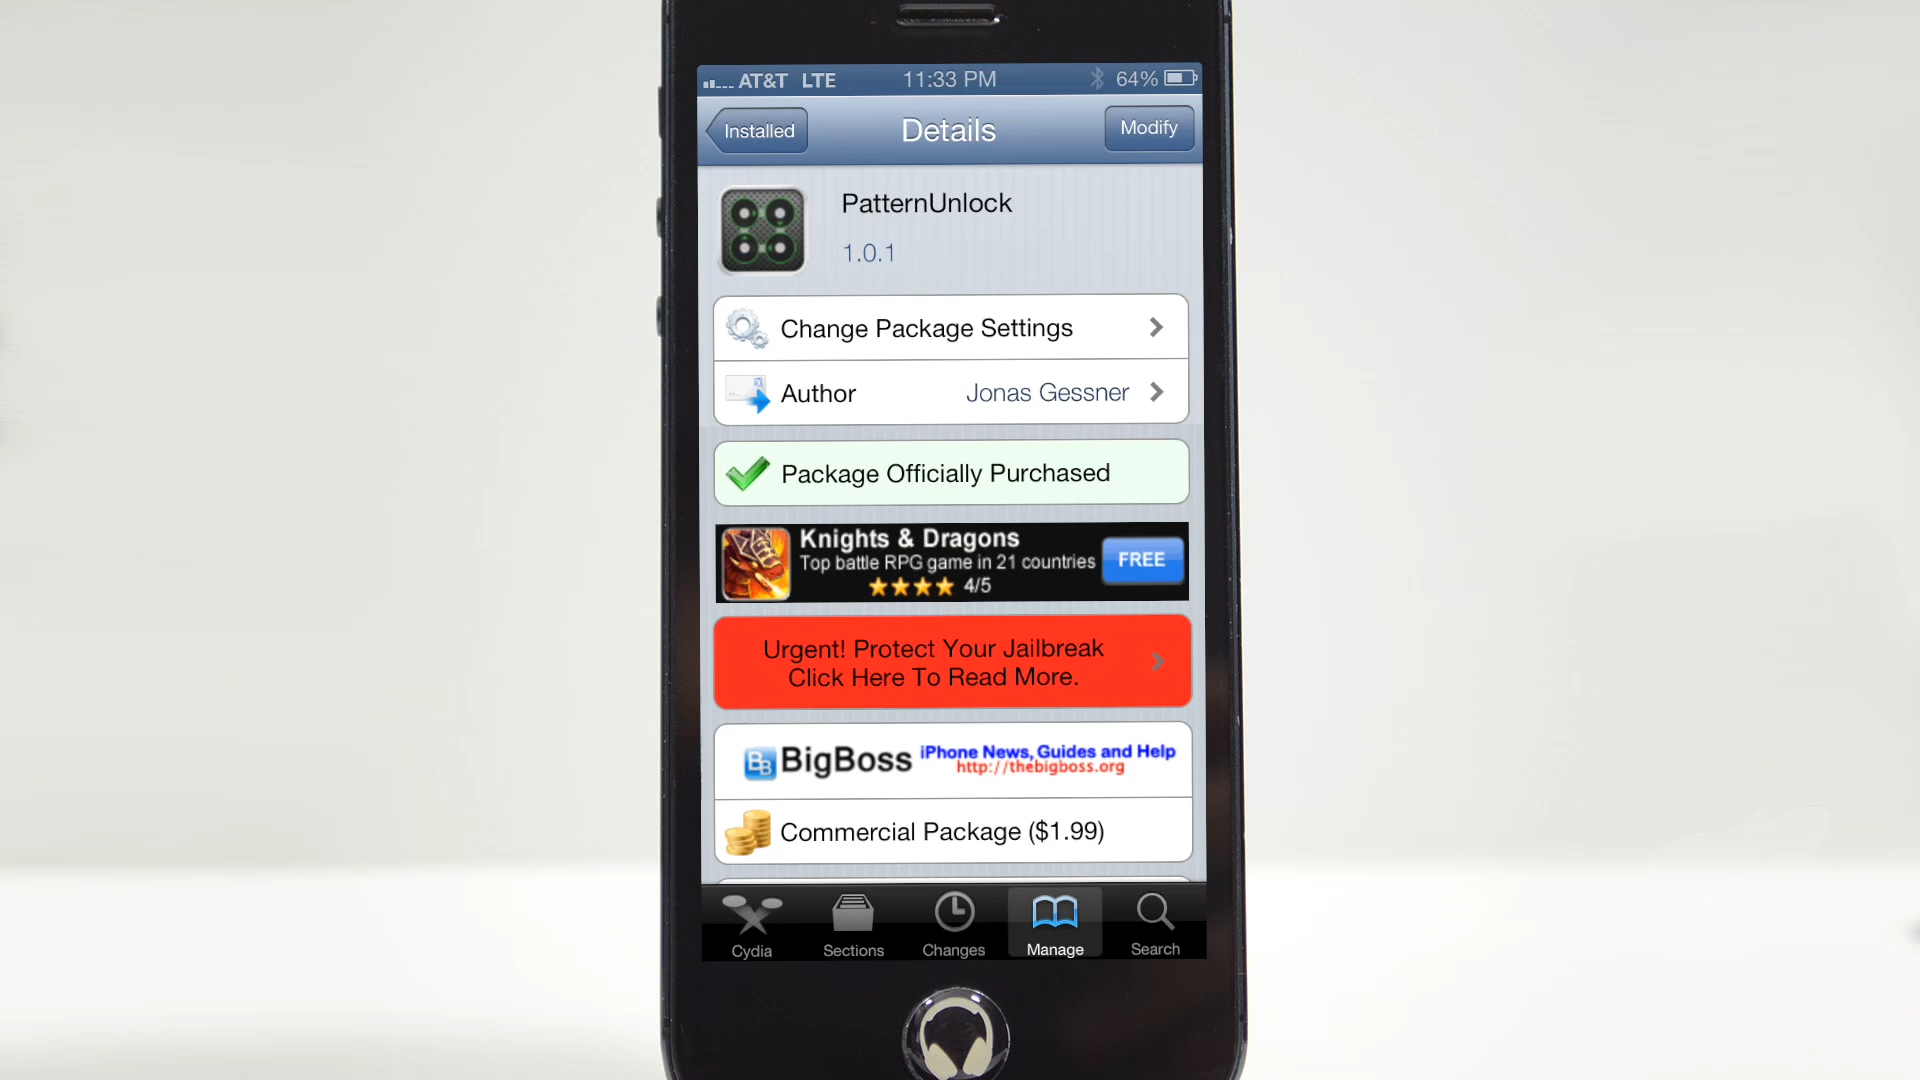 AT&T LTE 11:33 PM 64%
Installed Details Modify
PatternUnlock
1.0.1
Change Package Settings
Author Jonas Gessner
Package Officially Purchased
Knights & Dragons
Top battle RPG game in 21 countries
4/5
FREE
Urgent! Protect Your Jailbreak
Click Here To Read More.
BB BigBoss iPhone News, Guides and Help
http://thebigboss.org
Commercial Package ($1.99)
Cydia Sections Changes Manage Search